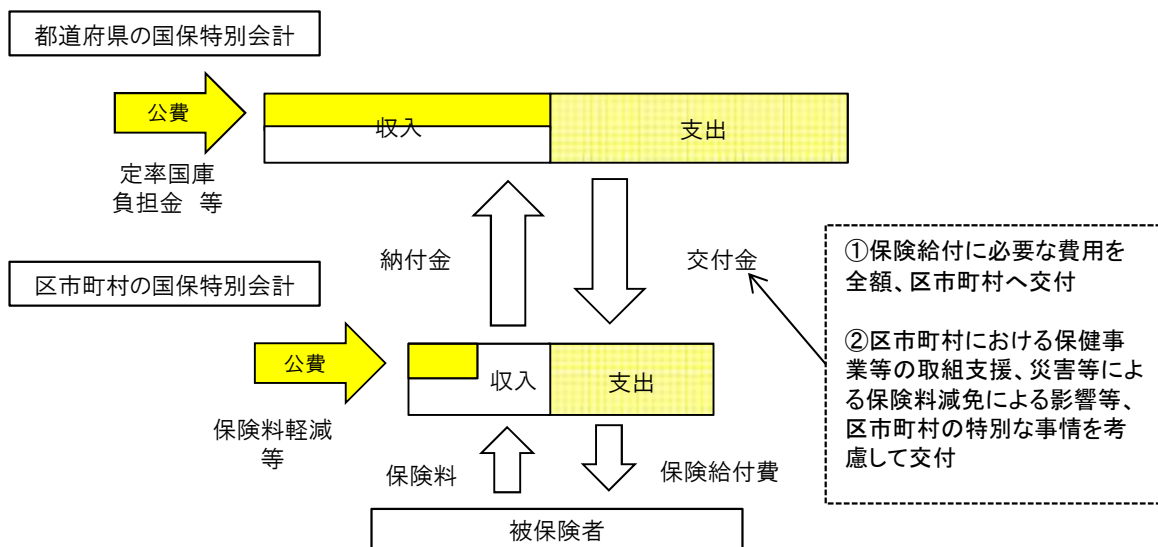 都道府県の国保特別会計
公費
収入
支出
定率国庫
負担金 等
納付金
交付金
①保険給付に必要な費用を
全額、区市町村へ交付
②区市町村における保健事
業等の取組支援、災害等によ
る保険料減免による影響等、
区市町村の特別な事情を考
慮して交付
区市町村の国保特別会計
公費
収入
支出
保険料軽減
等
保険料
保険給付費
被保険者